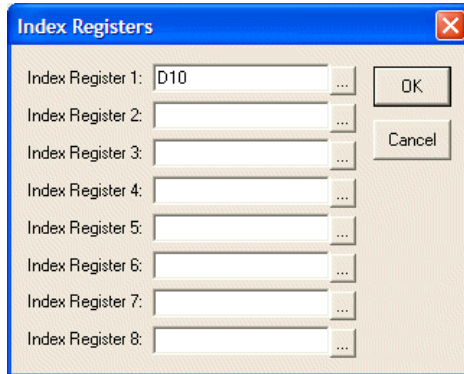 Index Registers
Index Register 1: D10 ... OK
Index Register 2: ...
Index Register 3: ... Cancel
Index Register 4: ...
Index Register 5: ...
Index Register 6: ...
Index Register 7: ...
Index Register 8: ...